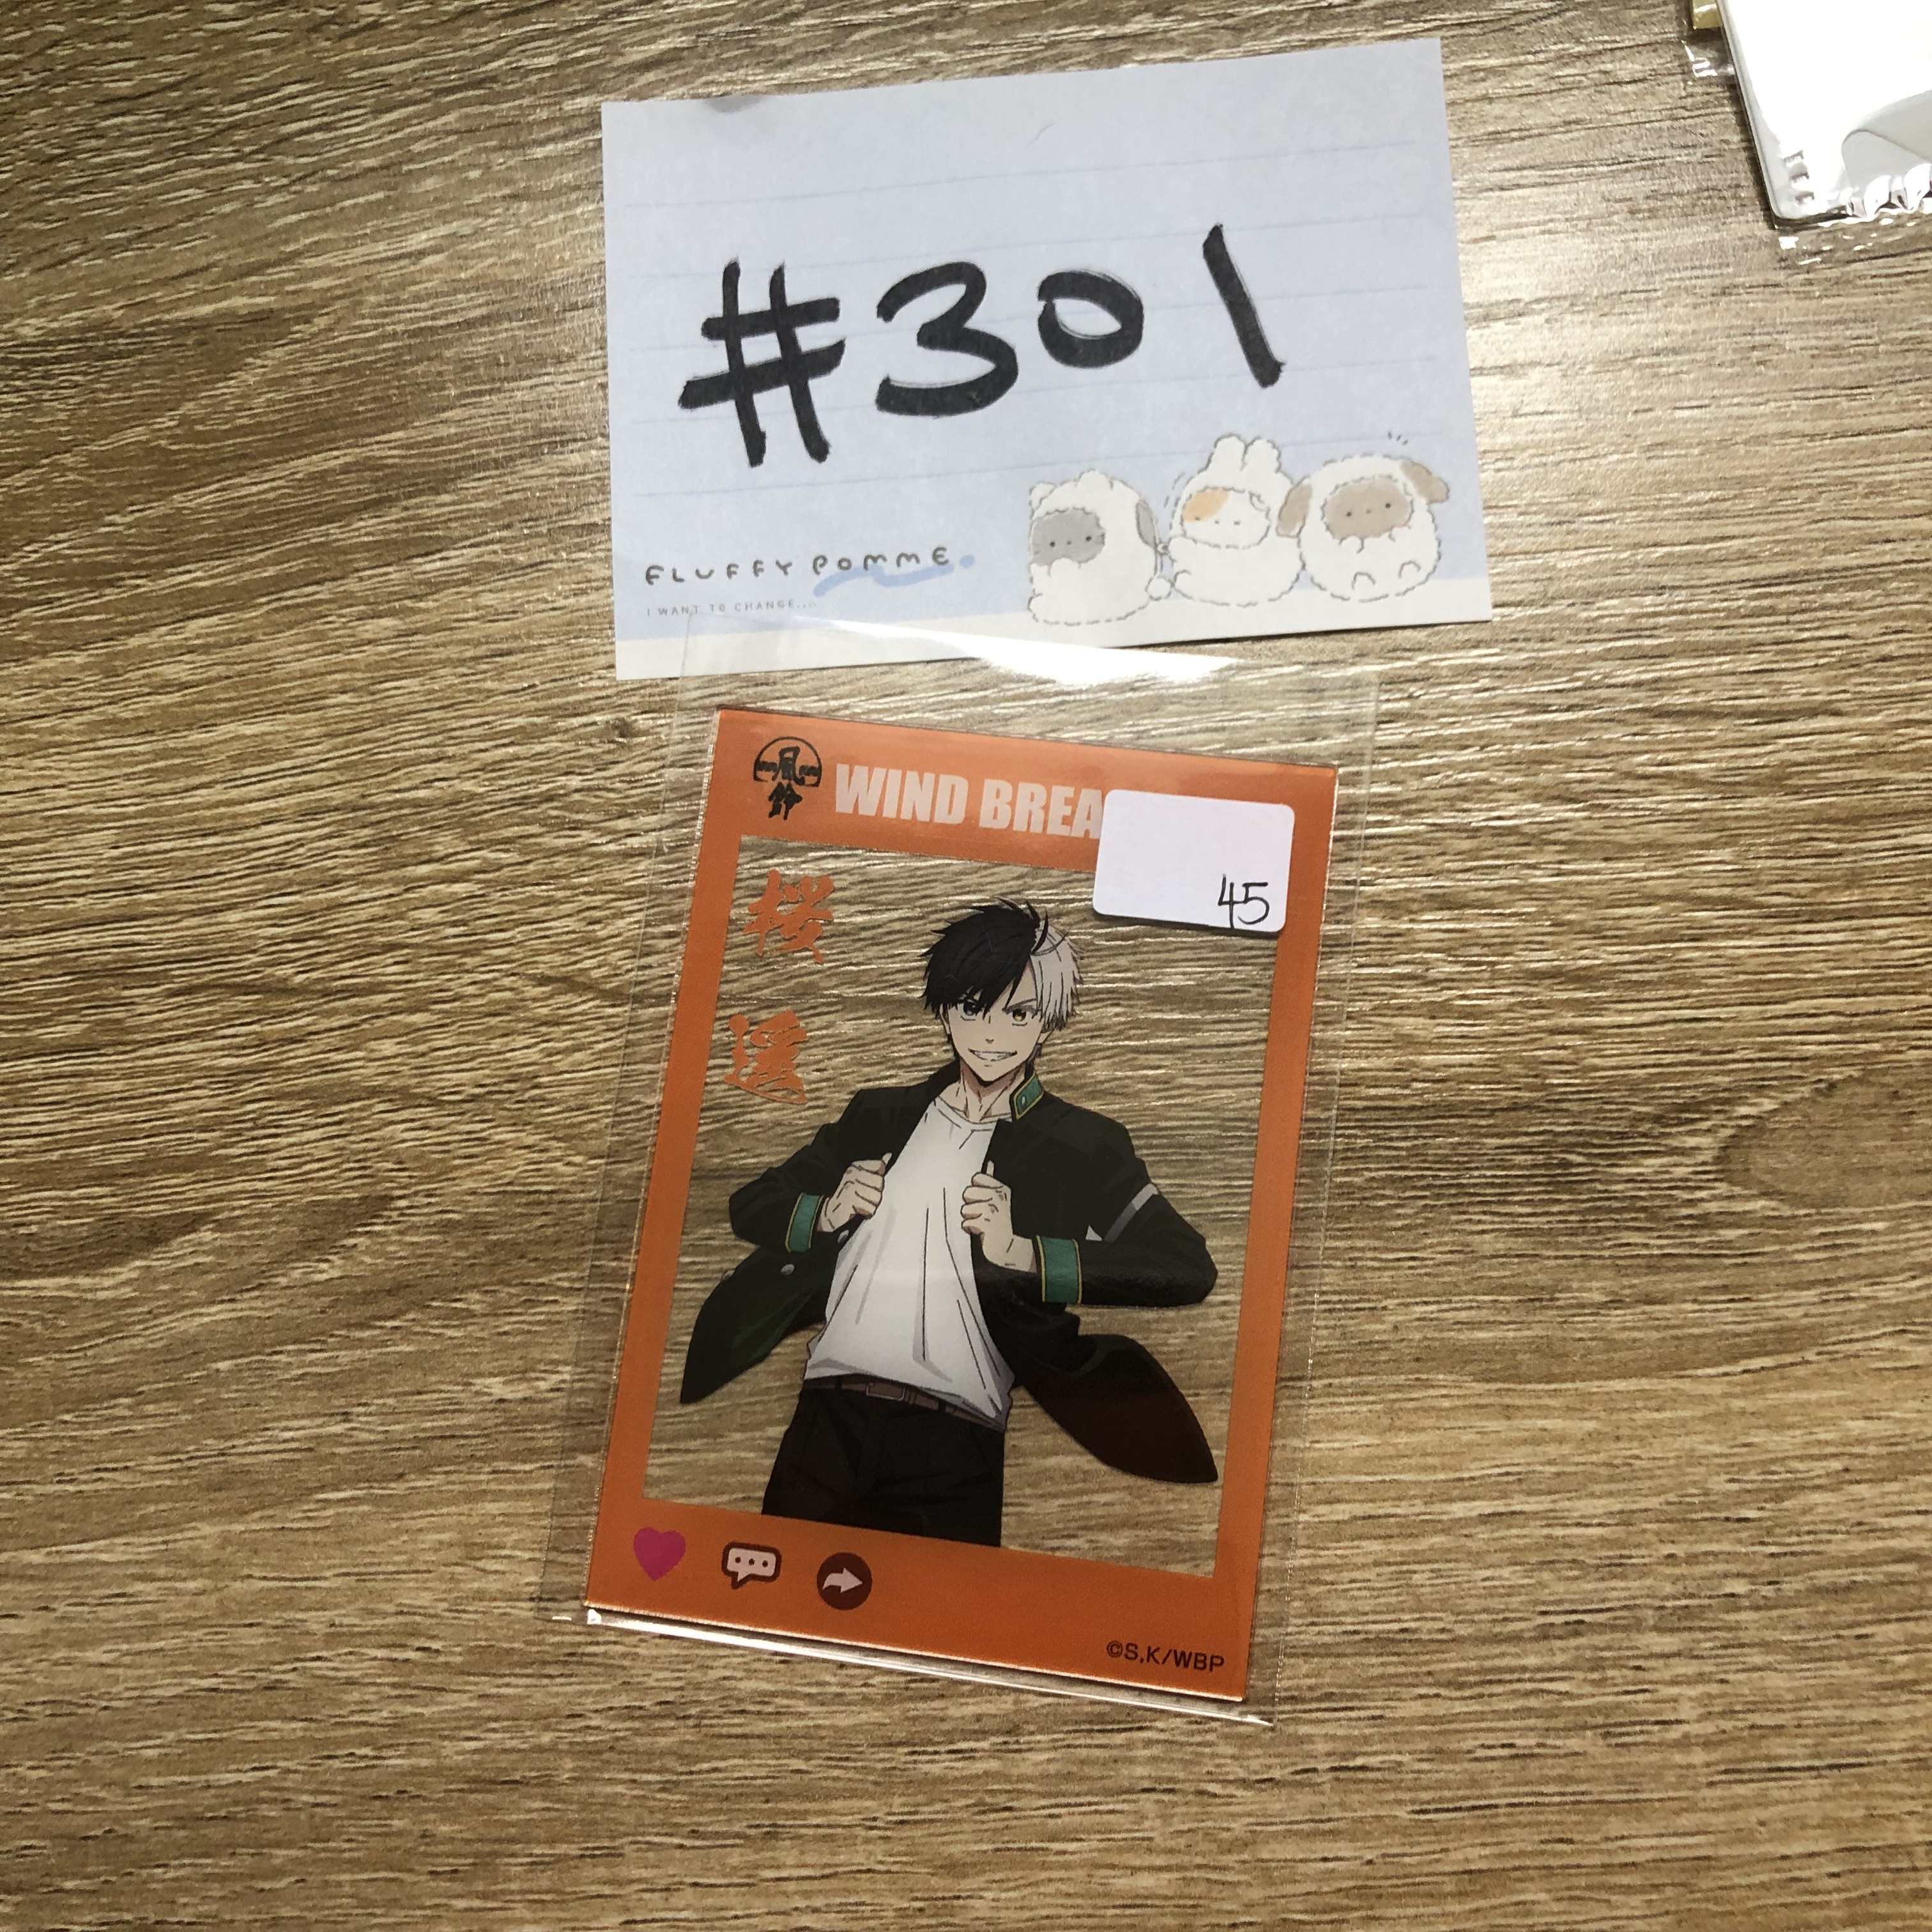 #301
FLUFFY POMME.
I WANT TO CHANGE....
風鈴
WIND BREA
45
桜
遥
©S.K/WBP